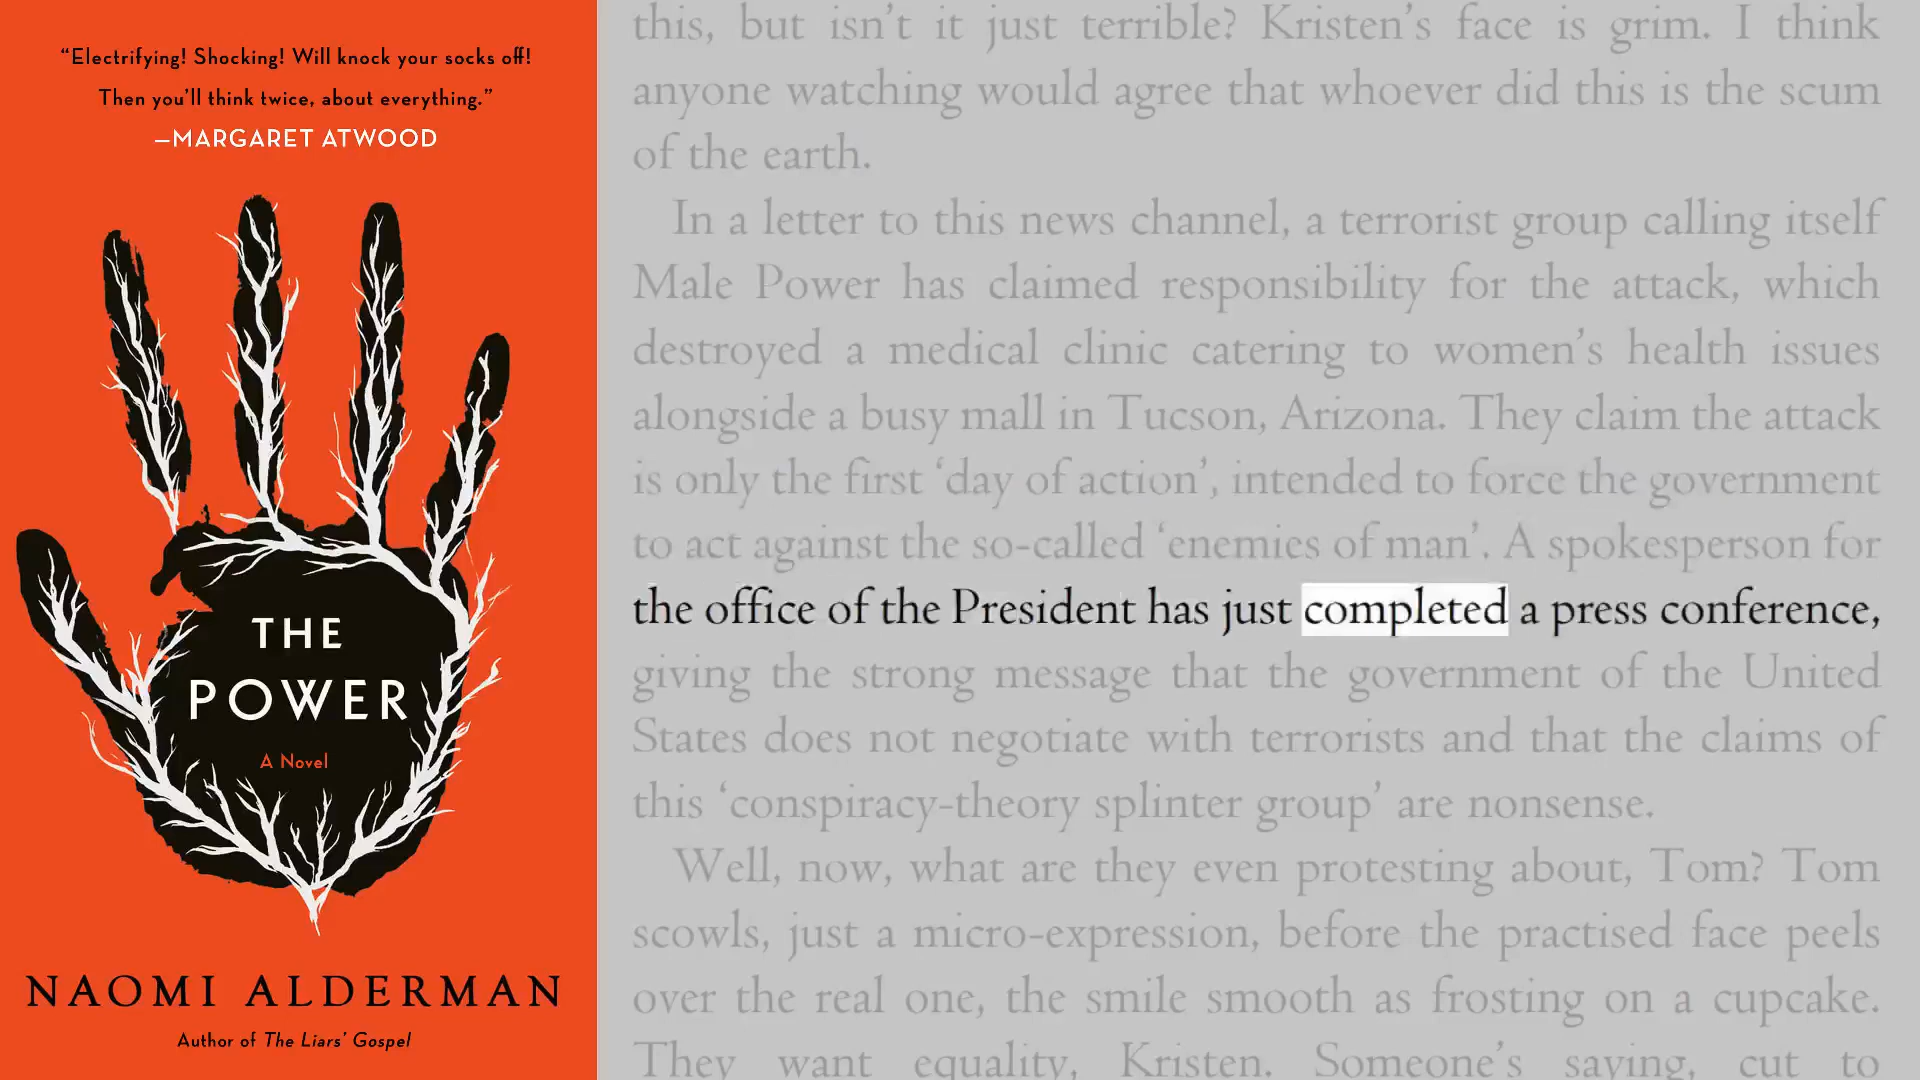 “Electrifying! Shocking! Will knock your socks off!
Then you’ll think twice, about everything.”
—MARGARET ATWOOD
THE
POWER
A Novel
NAOMI ALDERMAN
Author of The Liars’ Gospel
this, but isn’t it just terrible? Kristen’s face is grim. I think
anyone watching would agree that whoever did this is the scum
of the earth.
In a letter to this news channel, a terrorist group calling itself
Male Power has claimed responsibility for the attack, which
destroyed a medical clinic catering to women’s health issues
alongside a busy mall in Tucson, Arizona. They claim the attack
is only the first ‘day of action’, intended to force the government
to act against the so-called ‘enemies of man’. A spokesperson for
the office of the President has just completed a press conference,
giving the strong message that the government of the United
States does not negotiate with terrorists and that the claims of
this ‘conspiracy-theory splinter group’ are nonsense.
Well, now, what are they even protesting about, Tom? Tom
scowls, just a micro-expression, before the practised face peels
over the real one, the smile smooth as frosting on a cupcake.
They want equality, Kristen. Someone’s saying, cut to